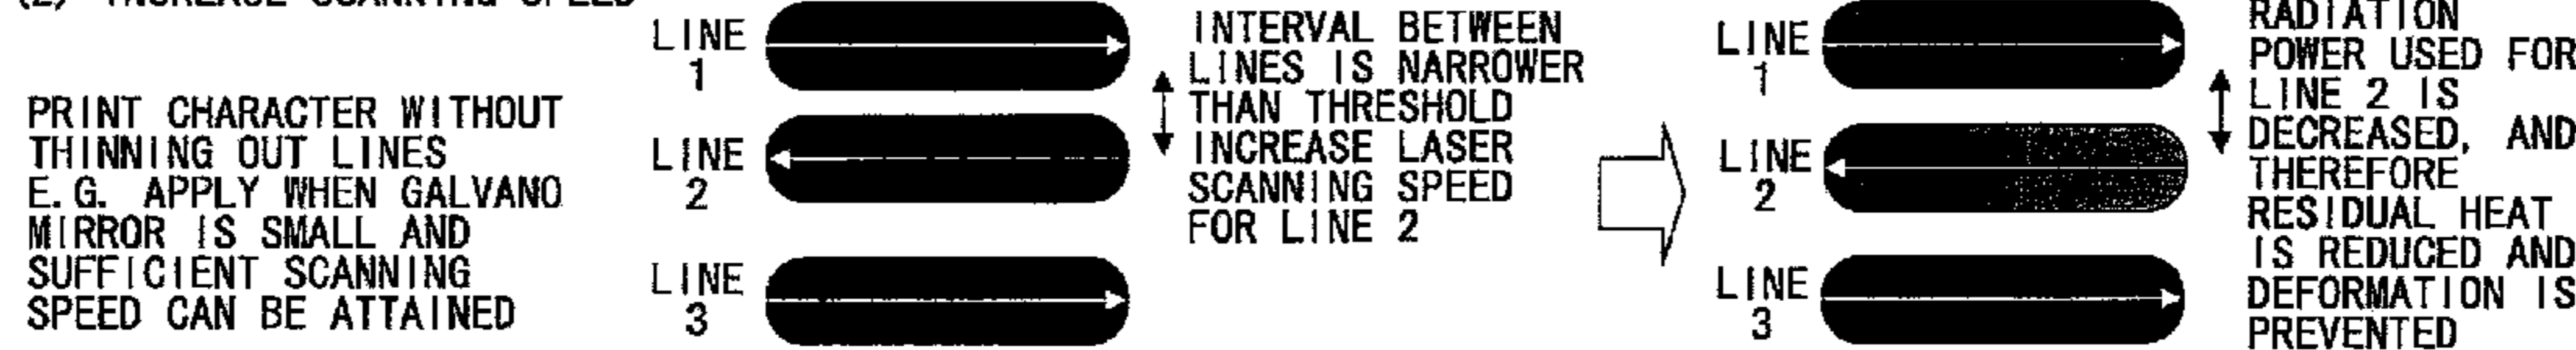 (2) INCREASE SCANNING SPEED
PRINT CHARACTER WITHOUT
THINNING OUT LINES
E.G. APPLY WHEN GALVANO
MIRROR IS SMALL AND
SUFFICIENT SCANNING
SPEED CAN BE ATTAINED
LINE
1
LINE
2
LINE
3
INTERVAL BETWEEN
LINES IS NARROWER
THAN THRESHOLD
INCREASE LASER
SCANNING SPEED
FOR LINE 2
LINE
1
LINE
2
LINE
3
RADIATION
POWER USED FOR
LINE 2 IS
DECREASED, AND
THEREFORE
RESIDUAL HEAT
IS REDUCED AND
DEFORMATION IS
PREVENTED